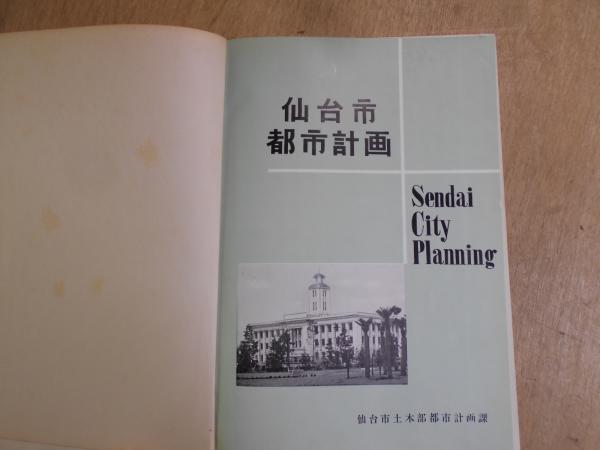 仙台市
都市計画
Sendai
City
Planning
仙台市土木部都市計画課